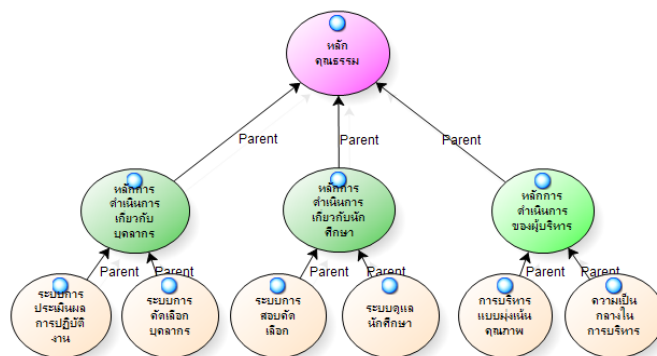 หลัก
คุณธรรม
Parent
Parent
Parent
หลักการ
ดำเนินการ
เกี่ยวกับ
บุคลากร
หลักการ
ดำเนินการ
เกี่ยวกับนัก
ศึกษา
หลักการ
ดำเนินการ
ของผู้บริหาร
Parent
Parent
Parent
Parent
Parent
Parent
ระบบการ
ประเมินผล
การปฏิบัติ
งาน
ระบบการ
คัดเลือก
บุคลากร
ระบบการ
สอบคัด
เลือก
ระบบดูแล
นักศึกษา
การบริหาร
แบบมุ่งเน้น
คุณภาพ
ความเป็น
กลางใน
การบริหาร